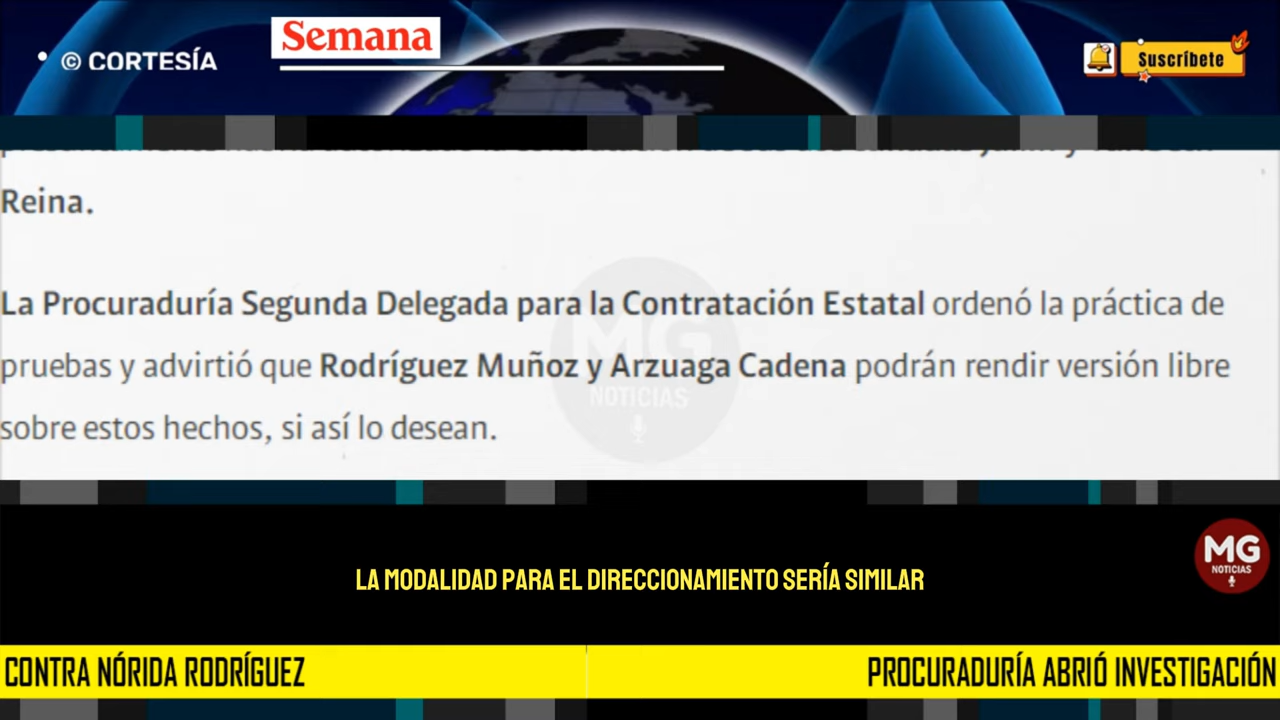 © CORTESÍA
Semana
Suscríbete
Reina.
La Procuraduría Segunda Delegada para la Contratación Estatal ordenó la práctica de
pruebas y advirtió que Rodríguez Muñoz y Arzuaga Cadena podrán rendir versión libre
sobre estos hechos, si así lo desean.
MG
NOTICIAS
MG
NOTICIAS
LA MODALIDAD PARA EL DIRECCIONAMIENTO SERÍA SIMILAR
CONTRA NÓRIDA RODRÍGUEZ
PROCURADURÍA ABRIÓ INVESTIGACIÓN